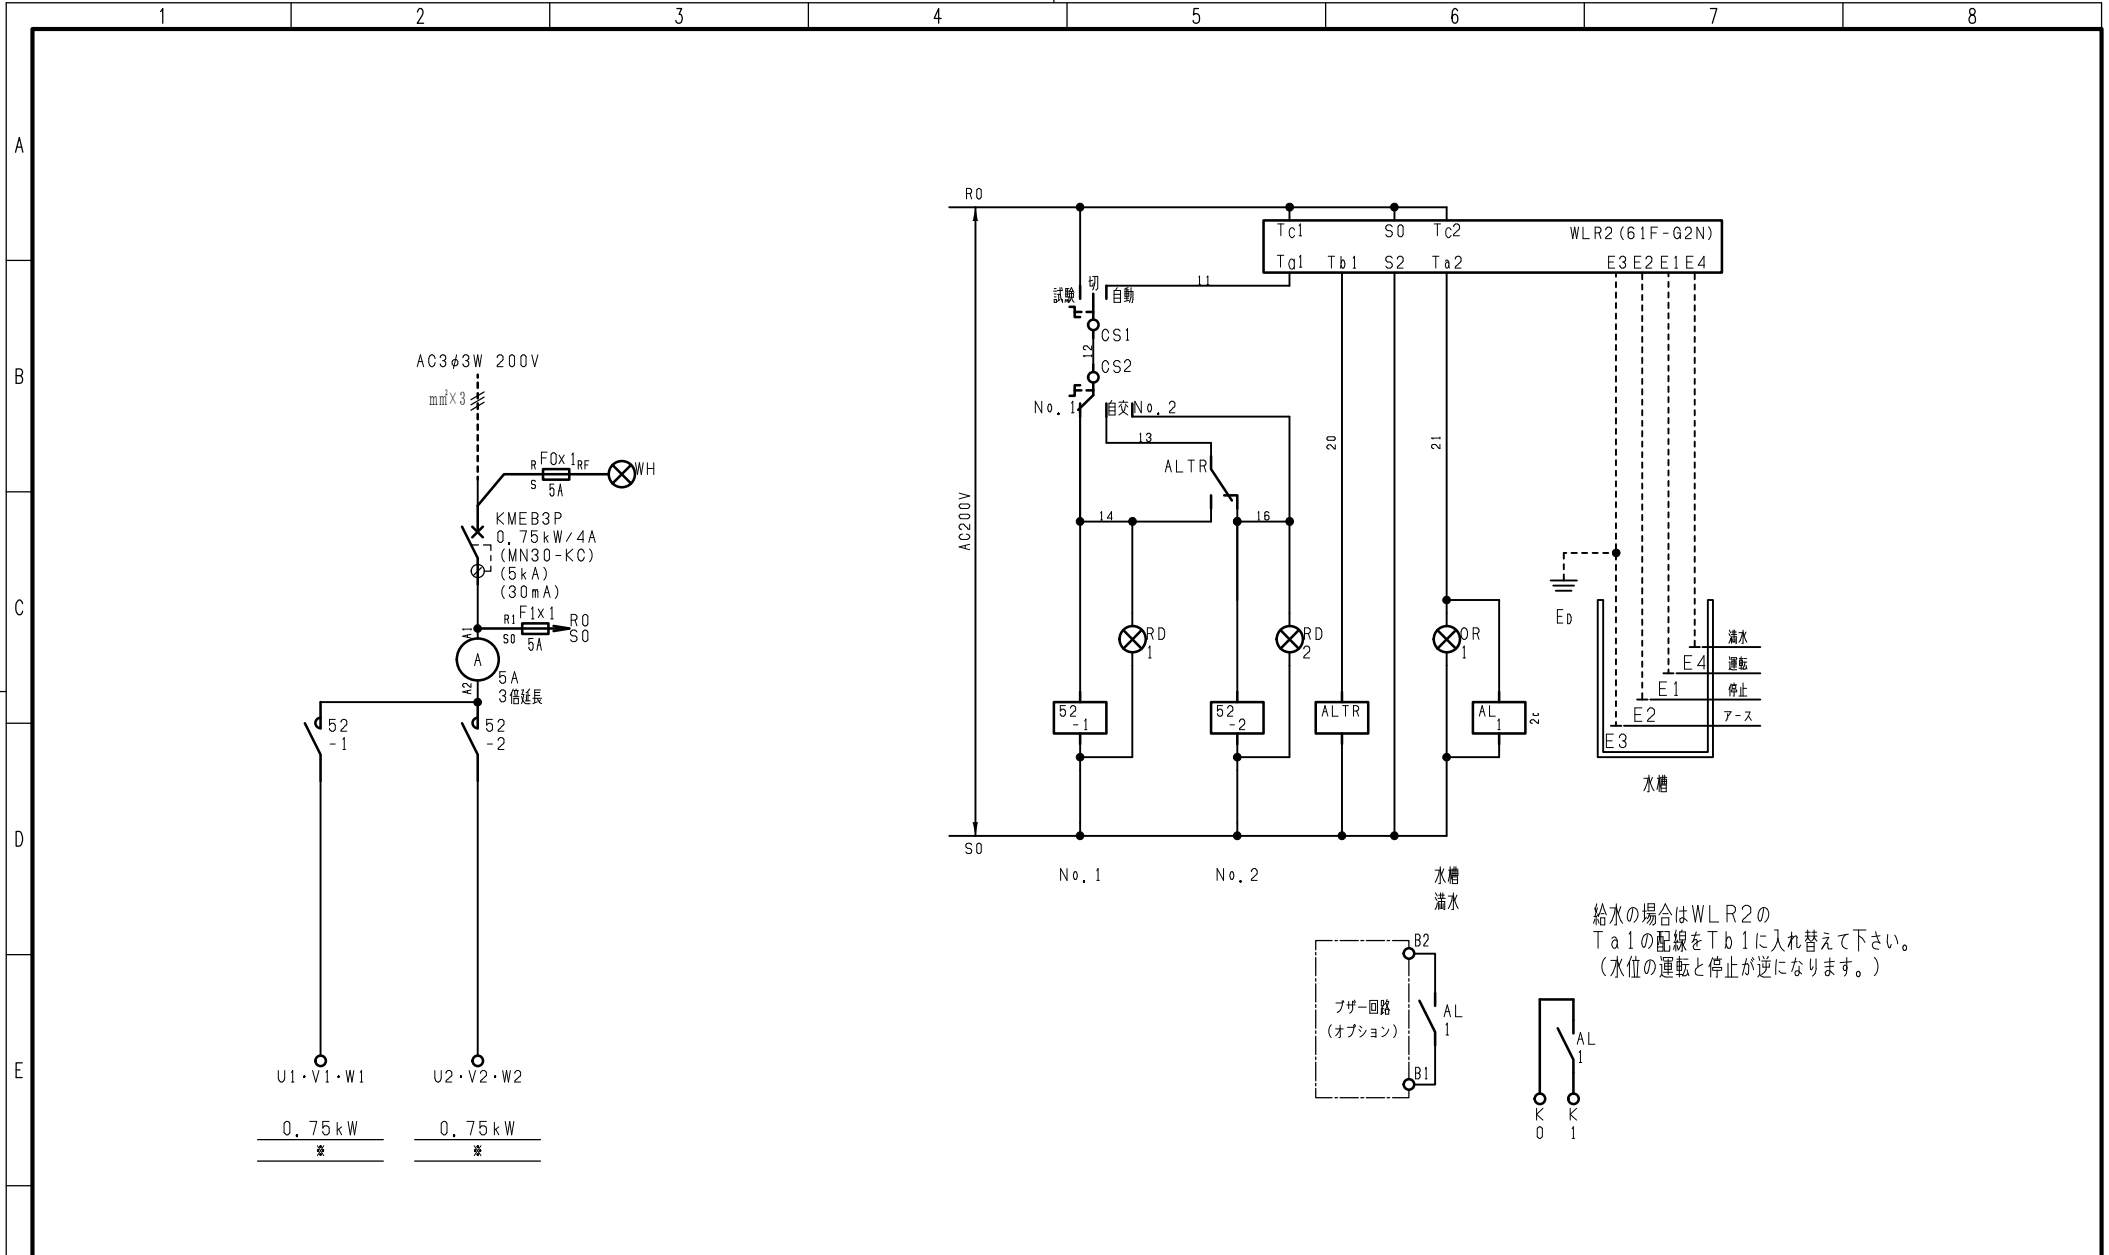 1 2 3 4 5 6 7 8
A
B
C
D
E
AC3φ3W 200V
mm²×3
R F0x1 RF
S 5A
WH
KMEB3P
0.75kW/4A
(MN30-KC)
(5kA)
(30mA)
R1 F1x1 R0
S0 5A S0
A1
A
A2
5A
3倍延長
52
-1
52
-2
U1・V1・W1
U2・V2・W2
0.75kW
※
0.75kW
※
R0
AC200V
S0
Tc1 S0 Tc2 WLR2(61F-G2N)
Ta1 Tb1 S2 Ta2 E3 E2 E1 E4
11
試験 切 自動
CS1
12
CS2
No.1 自交 No.2
13
ALTR
14
16
20
21
RD
1
RD
2
OR
1
52
-1
52
-2
ALTR
AL
1
2c
ED
満水
E4 運転
E1 停止
E2 アース
E3
水槽
No.1
No.2
水槽
満水
給水の場合はWLR2の
Ta1の配線をTb1に入れ替えて下さい。
(水位の運転と停止が逆になります。)
B2
ブザー回路
(オプション)
AL
1
B1
AL
1
K
0
K
1